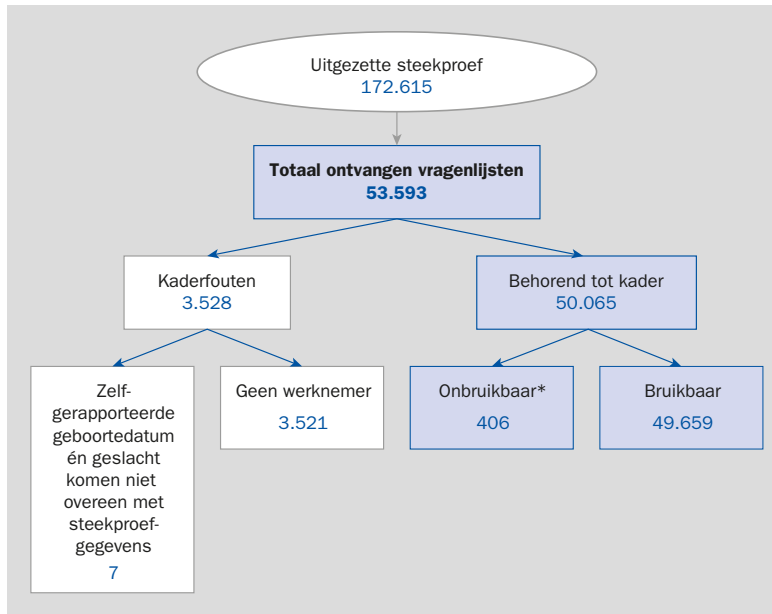 Uitgezette steekproef
172.615
Totaal ontvangen vragenlijsten
53.593
Kaderfouten
3.528
Behorend tot kader
50.065
Zelf-
gerapporteerde
geboortedatum
én geslacht
komen niet
overeen met
steekproef-
gegevens
7
Geen werknemer
3.521
Onbruikbaar*
406
Bruikbaar
49.659